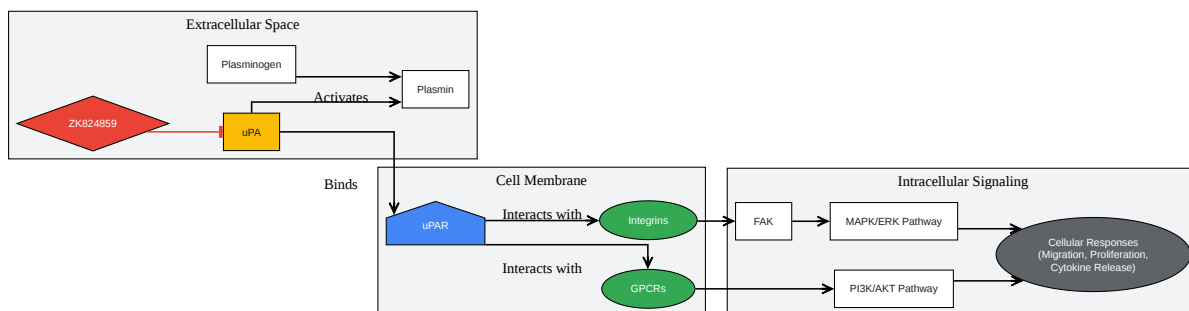 Extracellular Space
Plasminogen
Plasmin
Activates
ZK824859
uPA
Binds
Cell Membrane
uPAR
Interacts with
Integrins
Interacts with
GPCRs
Intracellular Signaling
FAK
MAPK/ERK Pathway
PI3K/AKT Pathway
Cellular Responses
(Migration, Proliferation,
Cytokine Release)